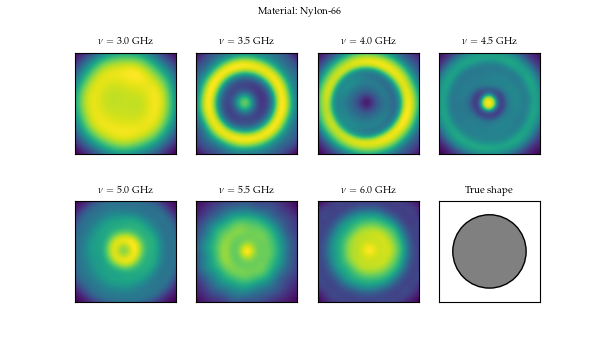 Material: Nylon-66
ν = 3.0 GHz
ν = 3.5 GHz
ν = 4.0 GHz
ν = 4.5 GHz
ν = 5.0 GHz
ν = 5.5 GHz
ν = 6.0 GHz
True shape